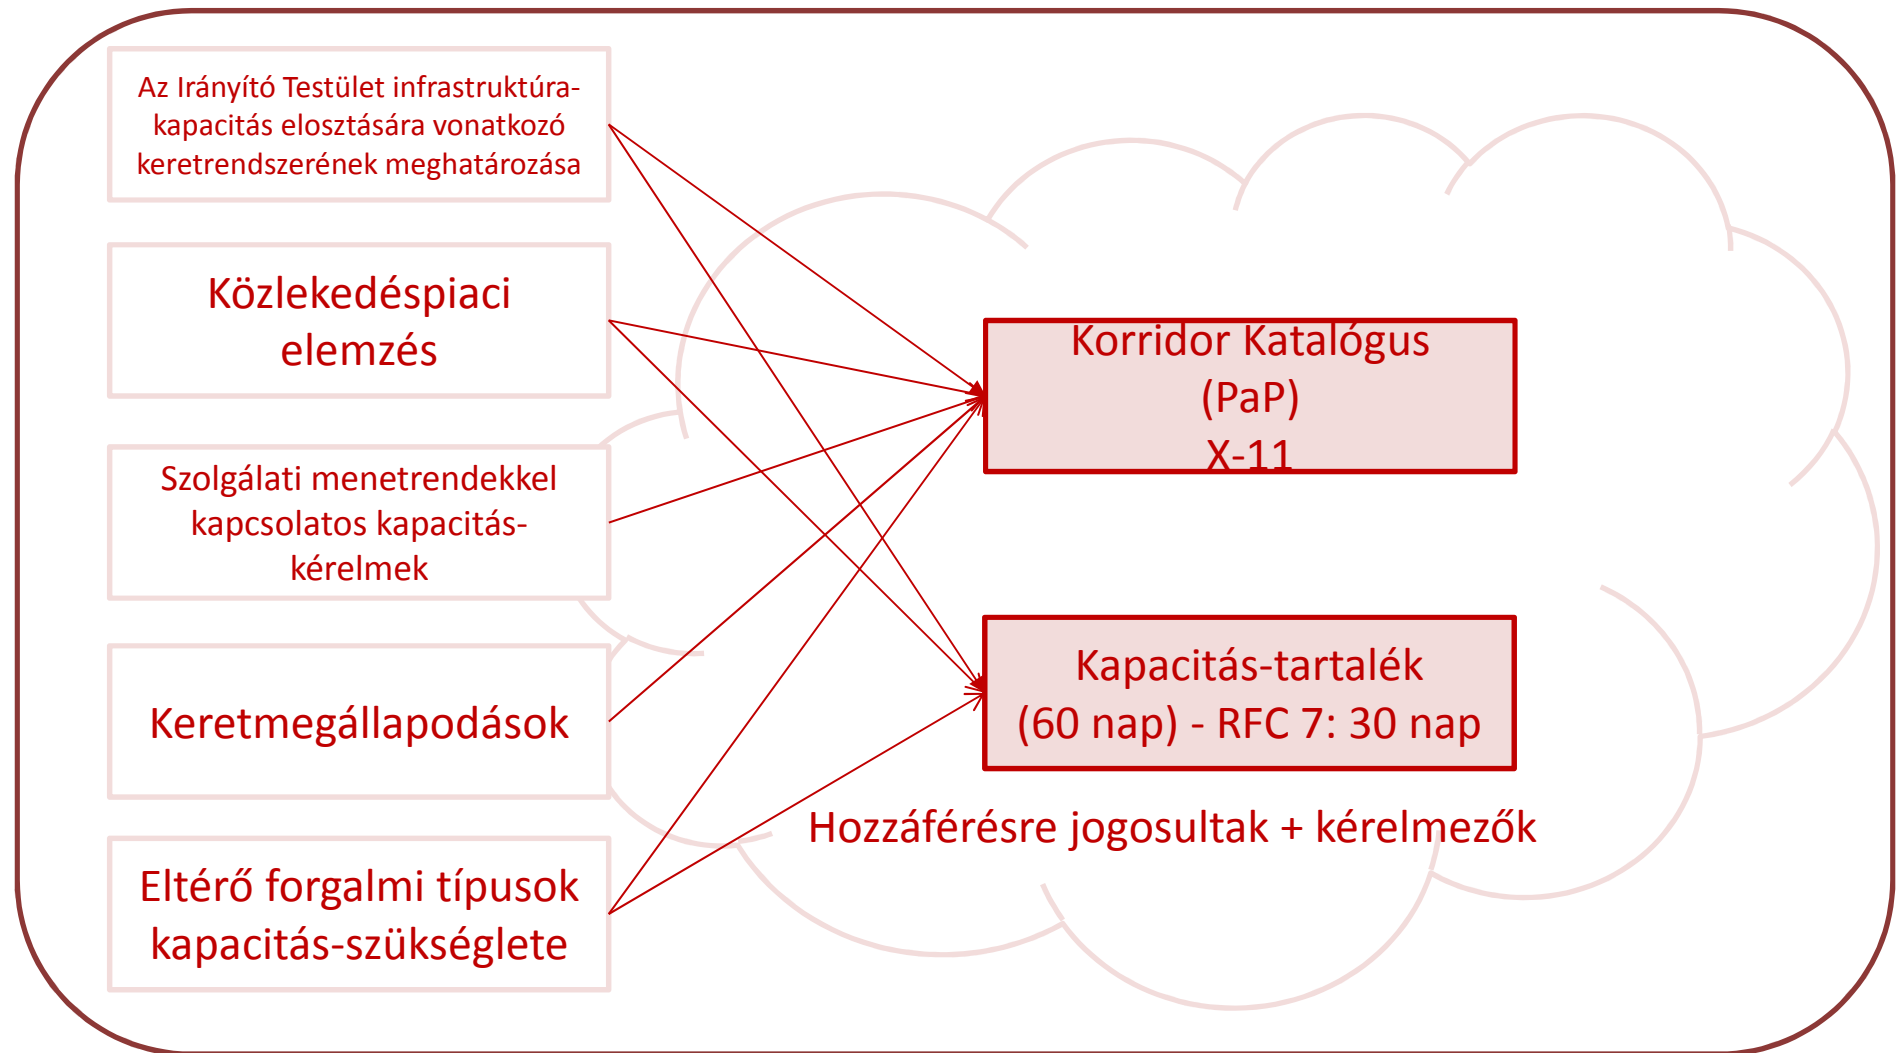 Az Irányító Testület infrastruktúra-
kapacitás elosztására vonatkozó
keretrendszerének meghatározása
Közlekedéspiaci
elemzés
Szolgálati menetrendekkel
kapcsolatos kapacitás-
kérelmek
Keretmegállapodások
Eltérő forgalmi típusok
kapacitás-szükséglete
Korridor Katalógus
(PaP)
X-11
Kapacitás-tartalék
(60 nap) - RFC 7: 30 nap
Hozzáférésre jogosultak + kérelmezők